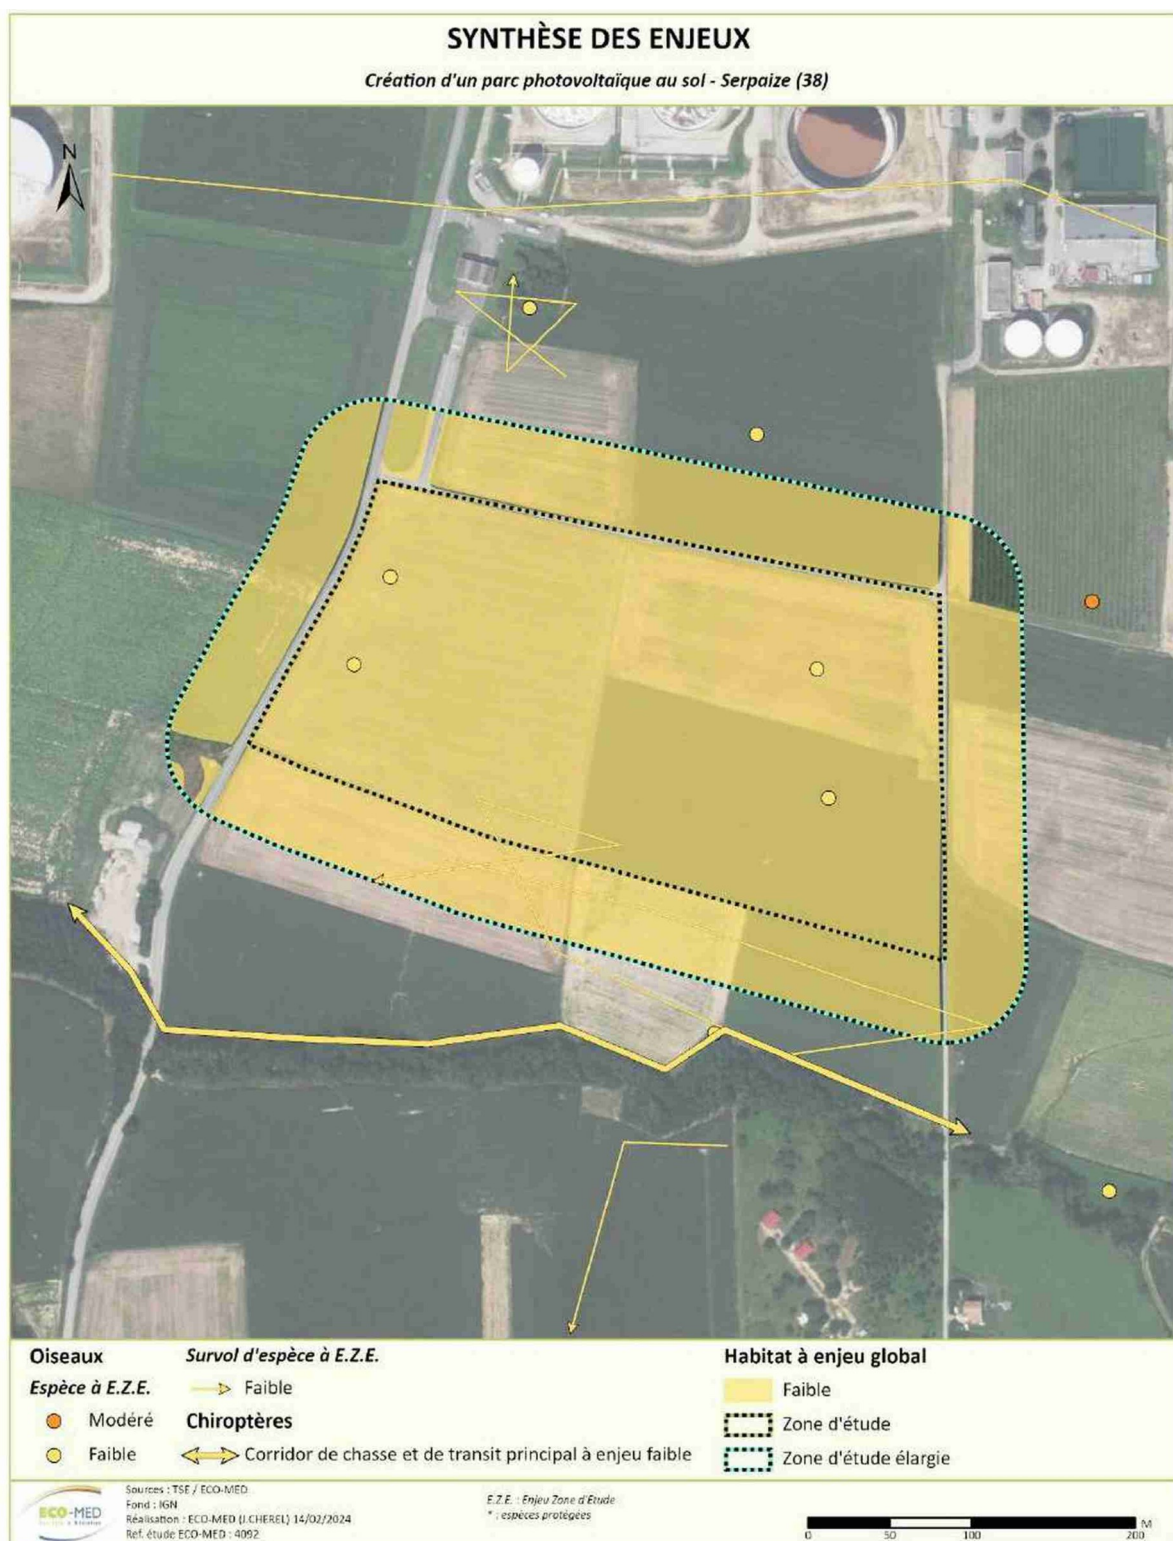 SYNTHÈSE DES ENJEUX
Création d'un parc photovoltaïque au sol - Serpaize (38)
N
Oiseaux
Espèce à E.Z.E.
Modéré
Faible
Survol d'espèce à E.Z.E.
Faible
Chiroptères
Corridor de chasse et de transit principal à enjeu faible
Habitat à enjeu global
Faible
Zone d'étude
Zone d'étude élargie
ECO-MED
Sources : TSE / ECO-MED
Fond : IGN
Réalisation : ECO-MED (J.CHEREL) 14/02/2024
Ref. étude ECO-MED : 4092
E.Z.E. : Enjeu Zone d'Etude
* : espèces protégées
M
0 50 100 200